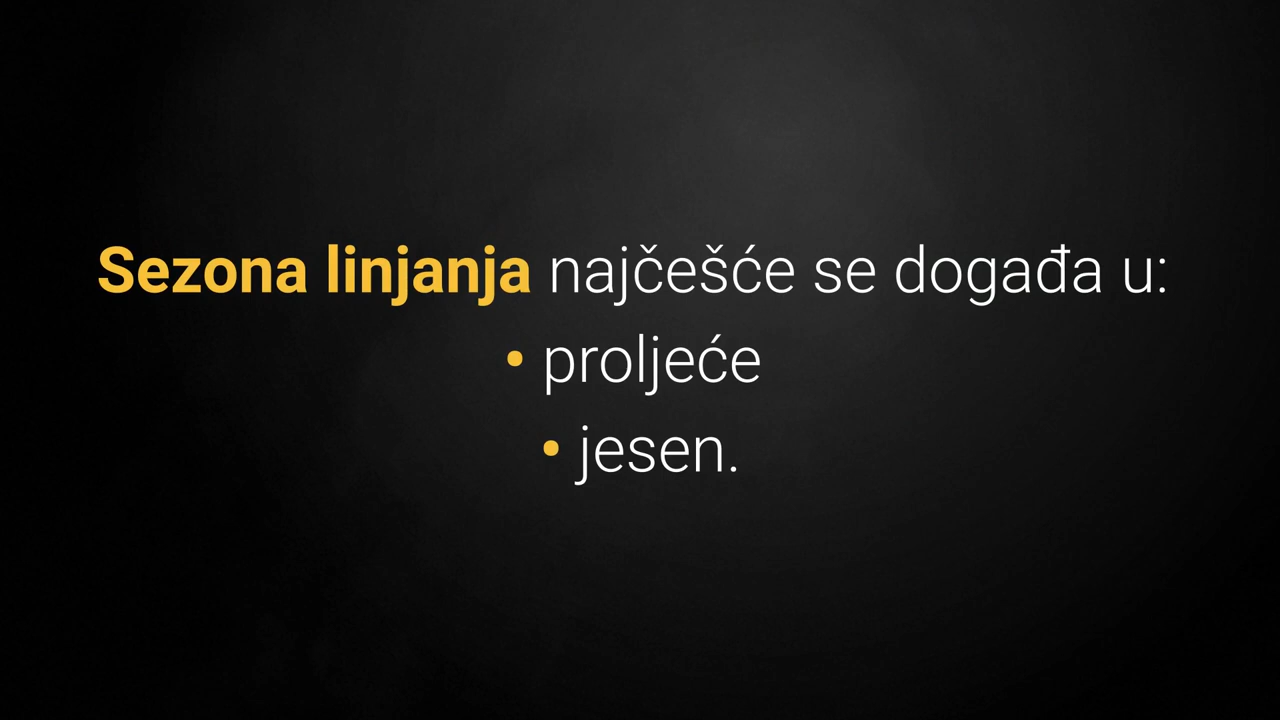 Sezona linjanja najčešće se događa u:
• proljeće
• jesen.